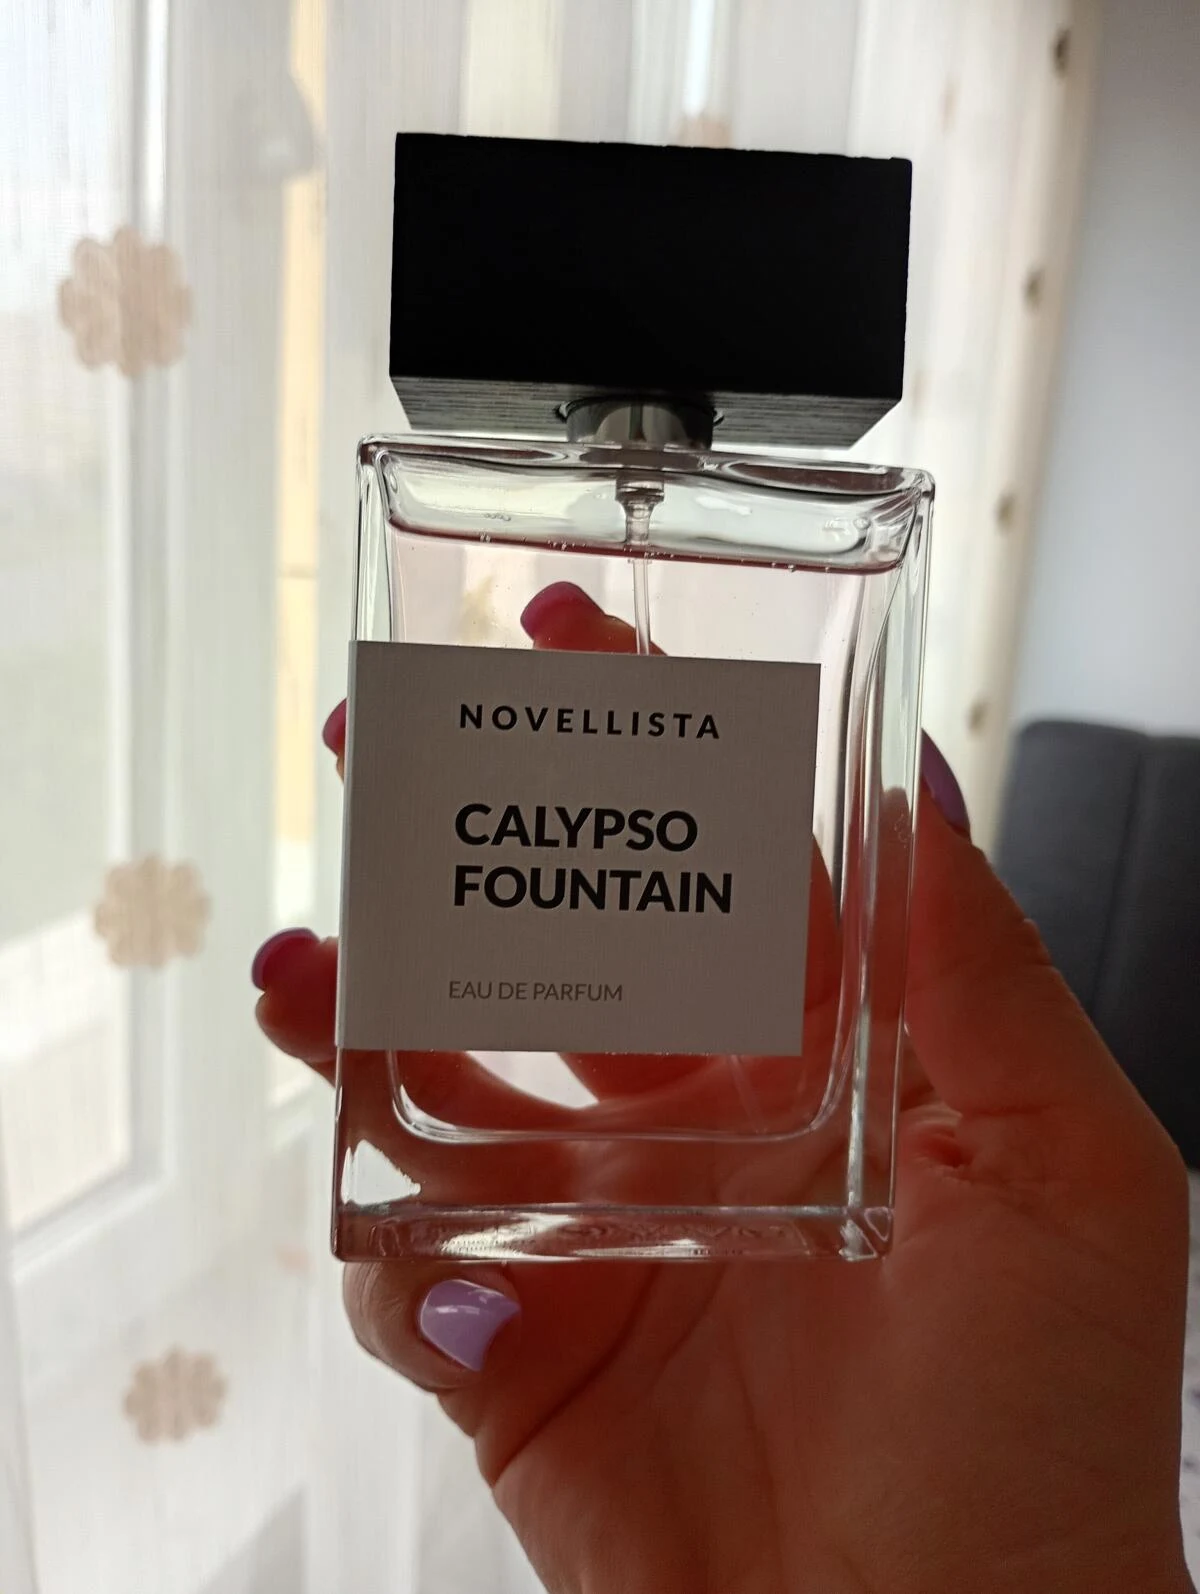 NOVELLISTA
CALYPSO
FOUNTAIN
EAU DE PARFUM